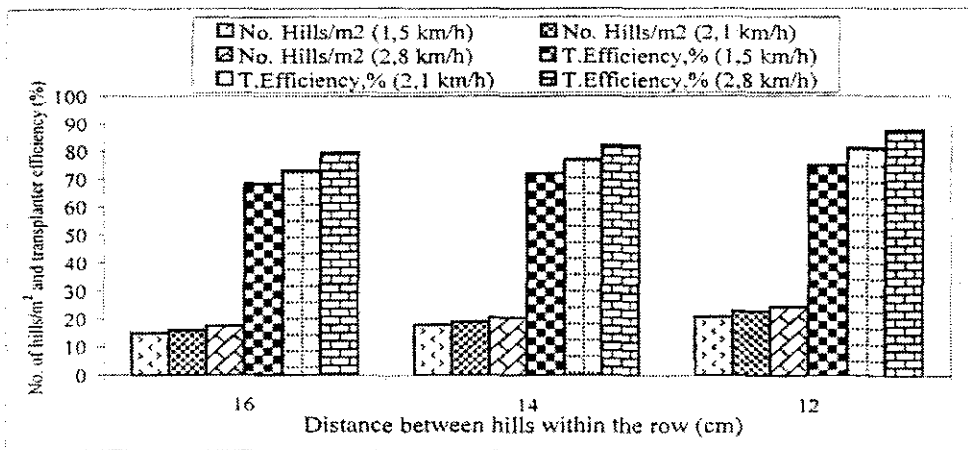 No. Hills/m2 (1,5 km/h) No. Hills/m2 (2,1 km/h)
No. Hills/m2 (2,8 km/h) T.Efficiency,% (1,5 km/h)
T.Efficiency,% (2,1 km/h) T.Efficiency,% (2,8 km/h)
No. of hills/m² and transplanter efficiency (%)
100
90
80
70
60
50
40
30
20
10
0
16 14 12
Distance between hills within the row (cm)